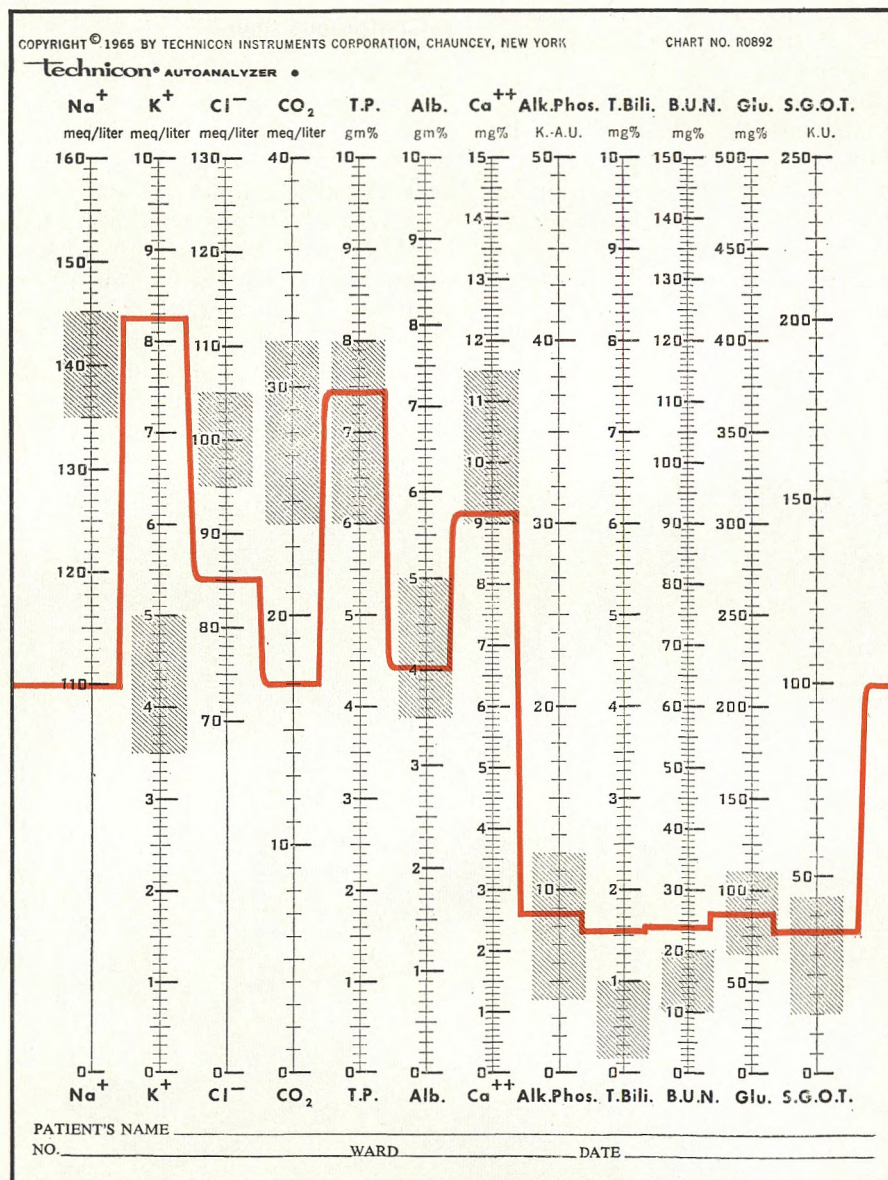 COPYRIGHT © 1965 BY TECHNICON INSTRUMENTS CORPORATION, CHAUNCEY, NEW YORK CHART NO. R0892
technicon® AUTOANALYZER ●
Na⁺ K⁺ Cl⁻ CO₂ T.P. Alb. Ca⁺⁺ Alk.Phos. T.Bili. B.U.N. Glu. S.G.O.T.
meq/liter meq/liter meq/liter meq/liter gm% gm% mg% K.-A.U. mg% mg% mg% K.U.
160 150 140 130 120 110 0
10 9 8 7 6 5 4 3 2 1 0
130 120 110 100 90 80 70 0
40 30 20 10 0
10 9 8 7 6 5 4 3 2 1 0
10 9 8 7 6 5 4 3 2 1 0
15 14 13 12 11 10 9 8 7 6 5 4 3 2 1 0
50 40 30 20 10 0
10 9 8 7 6 5 4 3 2 1 0
150 140 130 120 110 100 90 80 70 60 50 40 30 20 10 0
500 450 400 350 300 250 200 150 100 50 0
250 200 150 100 50 0
Na⁺ K⁺ Cl⁻ CO₂ T.P. Alb. Ca⁺⁺ Alk.Phos. T.Bili. B.U.N. Glu. S.G.O.T.
PATIENT'S NAME
NO. WARD DATE